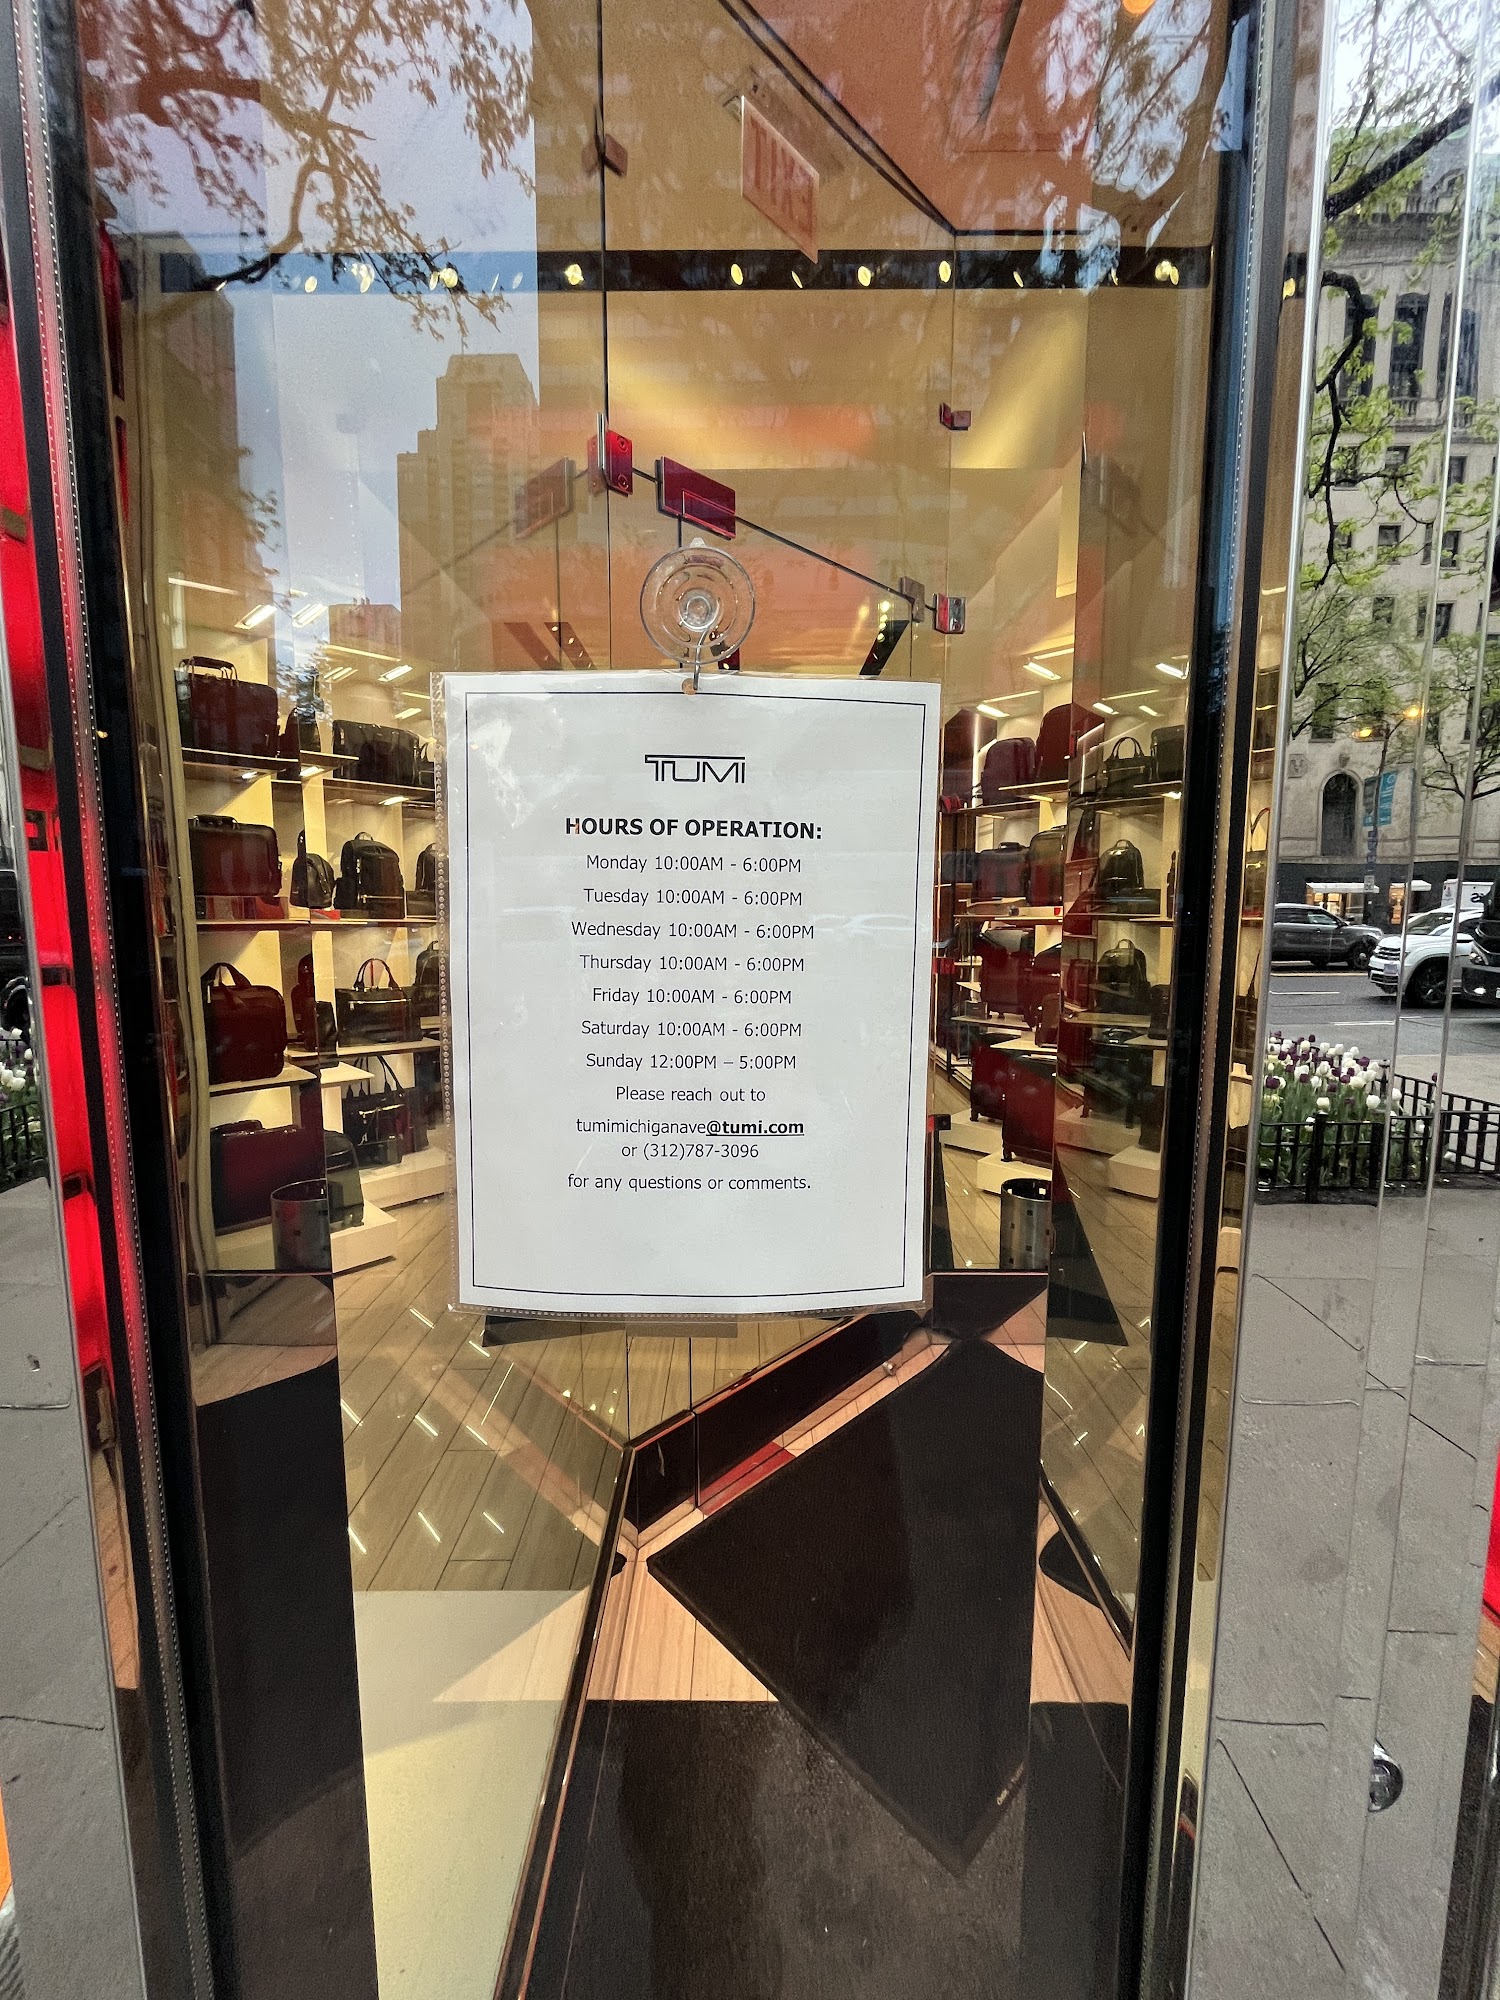 EXIT
TUMI
HOURS OF OPERATION:
Monday 10:00AM - 6:00PM
Tuesday 10:00AM - 6:00PM
Wednesday 10:00AM - 6:00PM
Thursday 10:00AM - 6:00PM
Friday 10:00AM - 6:00PM
Saturday 10:00AM - 6:00PM
Sunday 12:00PM – 5:00PM
Please reach out to
tumimichiganave@tumi.com
or (312)787-3096
for any questions or comments.